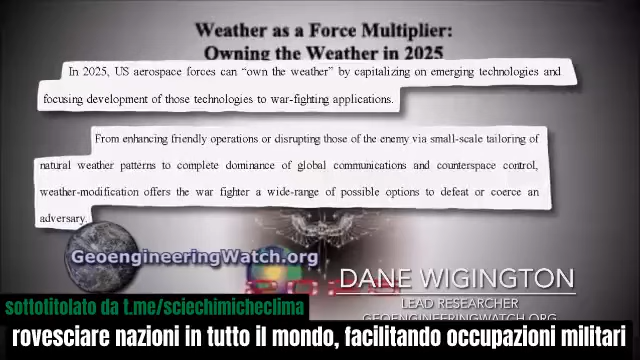 Weather as a Force Multiplier:
Owning the Weather in 2025
In 2025, US aerospace forces can “own the weather” by capitalizing on emerging technologies and
focusing development of those technologies to war-fighting applications.
From enhancing friendly operations or disrupting those of the enemy via small-scale tailoring of
natural weather patterns to complete dominance of global communications and counterspace control,
weather-modification offers the war fighter a wide-range of possible options to defeat or coerce an
adversary.
GeoengineeringWatch.org
DANE WIGINGTON
LEAD RESEARCHER
GEOENGINEERINGWATCH.ORG
sottotitolato da t.me/sciechimicheclima
rovesciare nazioni in tutto il mondo, facilitando occupazioni militari